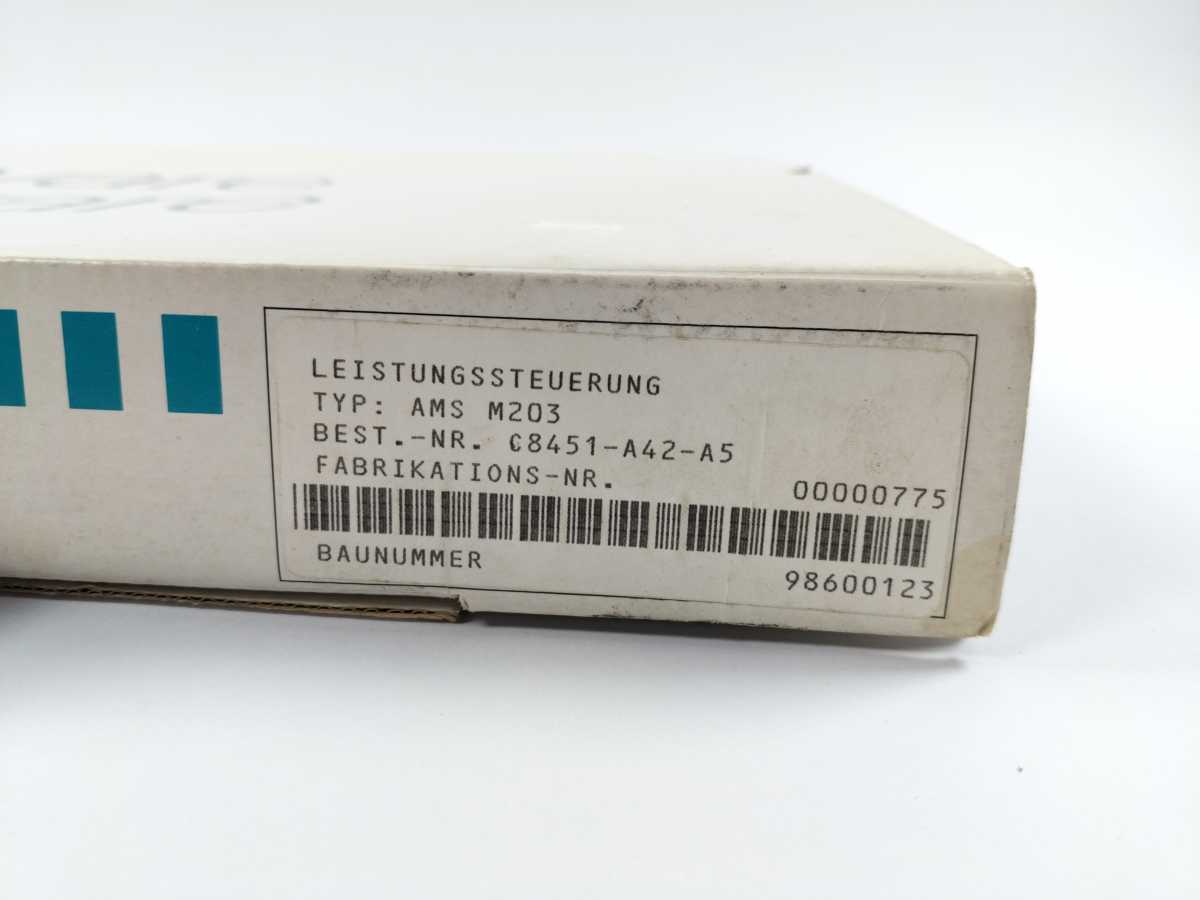 LEISTUNGSSTEUERUNG
TYP: AMS M203
BEST.-NR. C8451-A42-A5
FABRIKATIONS-NR. 00000775
BAUNUMMER 98600123